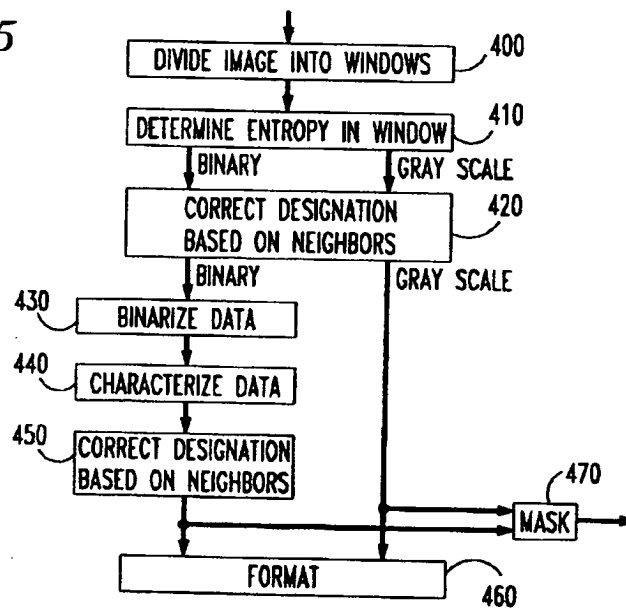 5
DIVIDE IMAGE INTO WINDOWS
400
DETERMINE ENTROPY IN WINDOW
410
BINARY
GRAY SCALE
CORRECT DESIGNATION
BASED ON NEIGHBORS
420
BINARY
GRAY SCALE
430
BINARIZE DATA
440
CHARACTERIZE DATA
450
CORRECT DESIGNATION
BASED ON NEIGHBORS
470
MASK
FORMAT
460